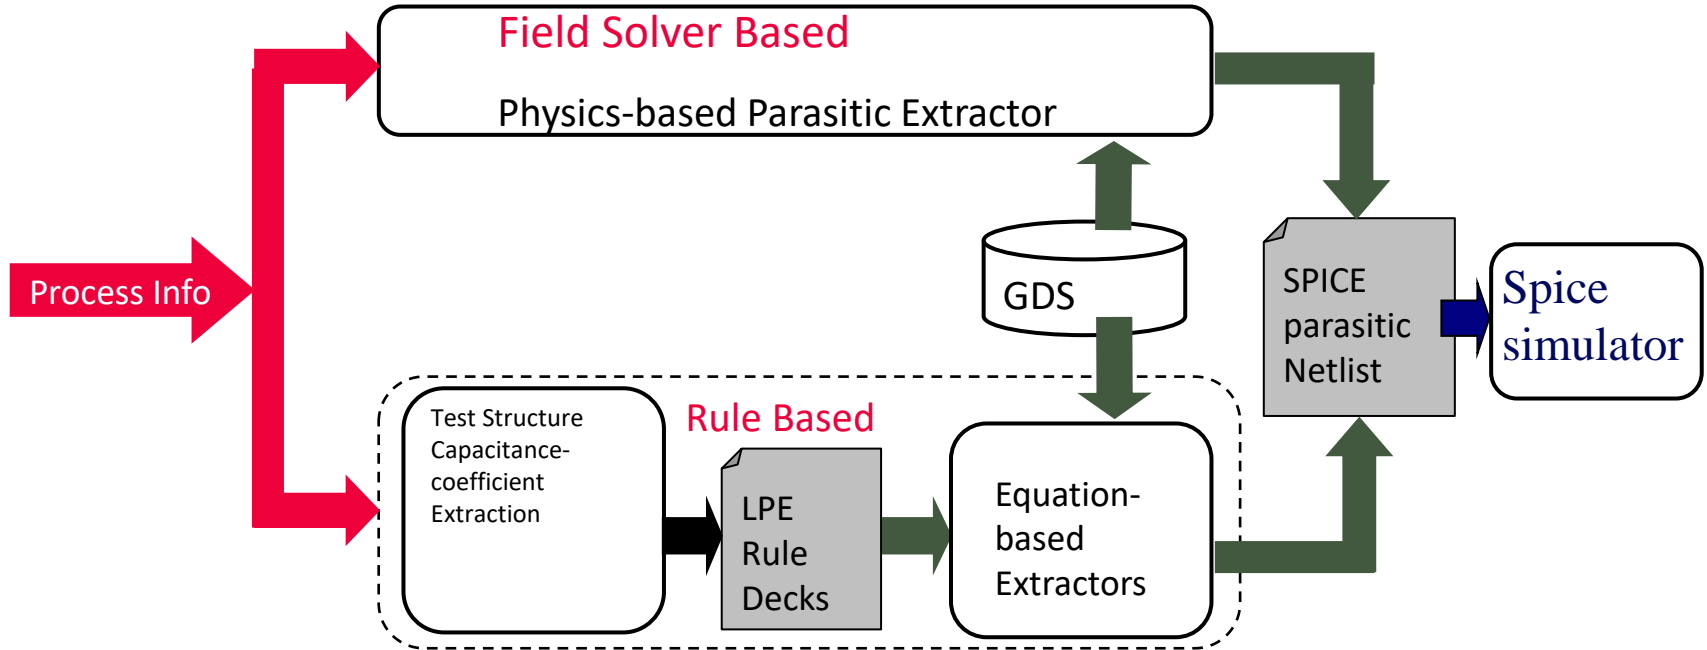 Field Solver Based
Physics-based Parasitic Extractor
Process Info
GDS
SPICE
parasitic
Netlist
Spice
simulator
Test Structure
Capacitance-
coefficient
Extraction
Rule Based
LPE
Rule
Decks
Equation-
based
Extractors